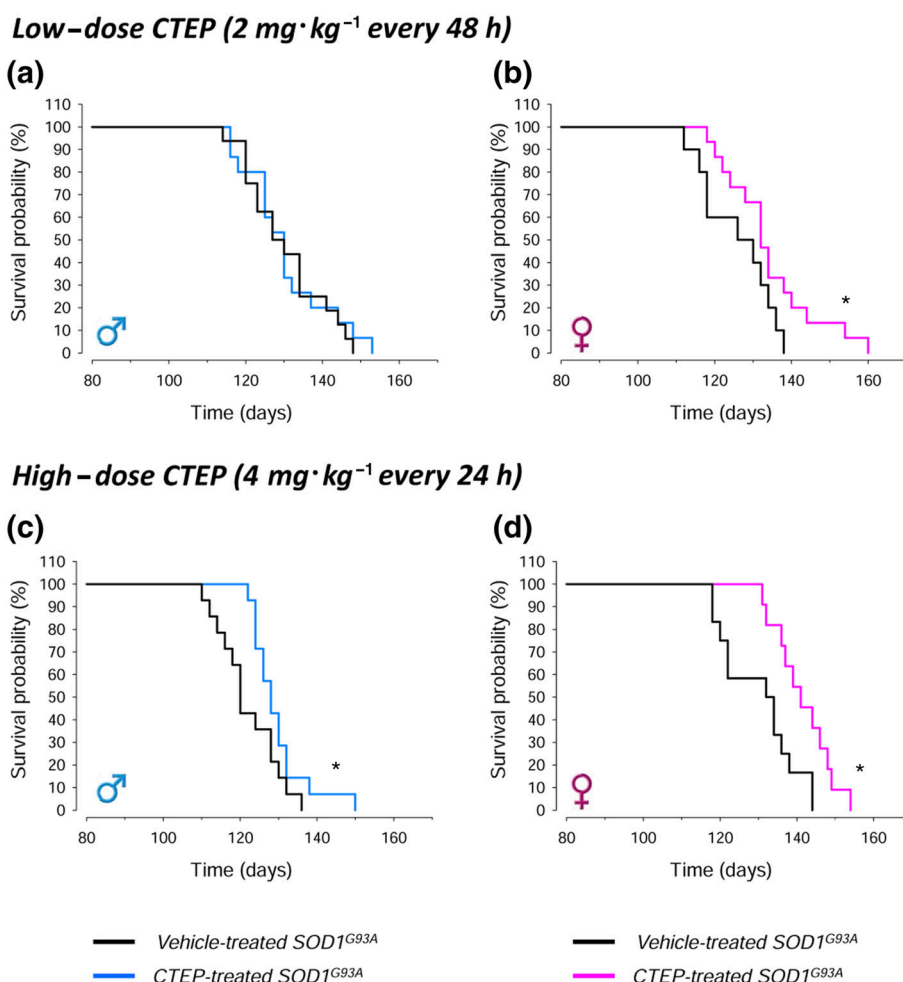 Low-dose CTEP (2 mg·kg⁻¹ every 48 h)
(a)
110
100
90
80
70
60
50
40
30
20
10
0
Survival probability (%)
80 100 120 140 160
Time (days)
(b)
110
100
90
80
70
60
50
40
30
20
10
0
Survival probability (%)
*
80 100 120 140 160
Time (days)
High-dose CTEP (4 mg·kg⁻¹ every 24 h)
(c)
110
100
90
80
70
60
50
40
30
20
10
0
Survival probability (%)
*
80 100 120 140 160
Time (days)
(d)
110
100
90
80
70
60
50
40
30
20
10
0
Survival probability (%)
*
80 100 120 140 160
Time (days)
Vehicle-treated SOD1ᴳ⁹³ᴬ
CTEP-treated SOD1ᴳ⁹³ᴬ
Vehicle-treated SOD1ᴳ⁹³ᴬ
CTEP-treated SOD1ᴳ⁹³ᴬ